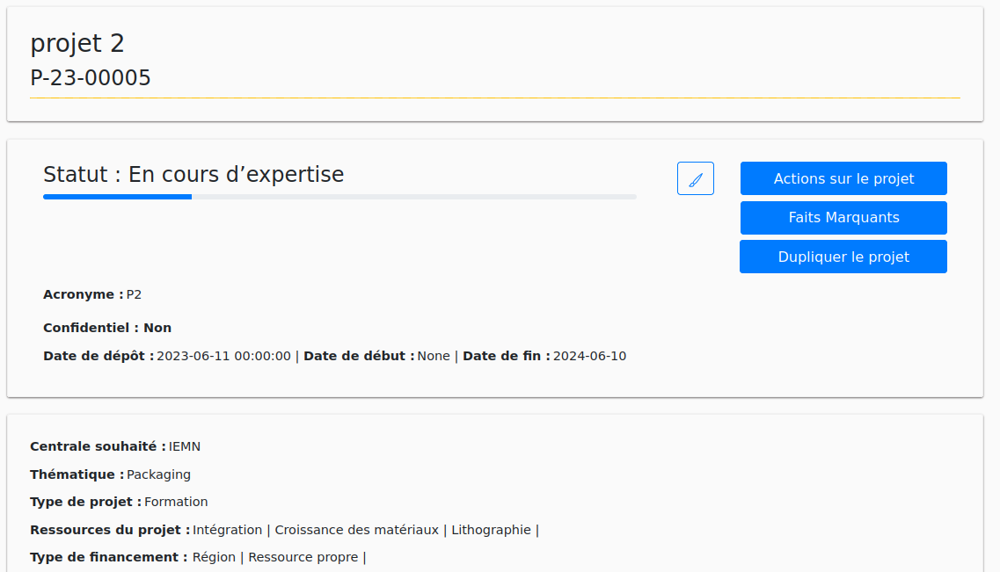 projet 2
P-23-00005
Statut : En cours d’expertise
Actions sur le projet
Faits Marquants
Dupliquer le projet
Acronyme : P2
Confidentiel : Non
Date de dépôt : 2023-06-11 00:00:00 | Date de début : None | Date de fin : 2024-06-10
Centrale souhaité : IEMN
Thématique : Packaging
Type de projet : Formation
Ressources du projet : Intégration | Croissance des matériaux | Lithographie |
Type de financement : Région | Ressource propre |